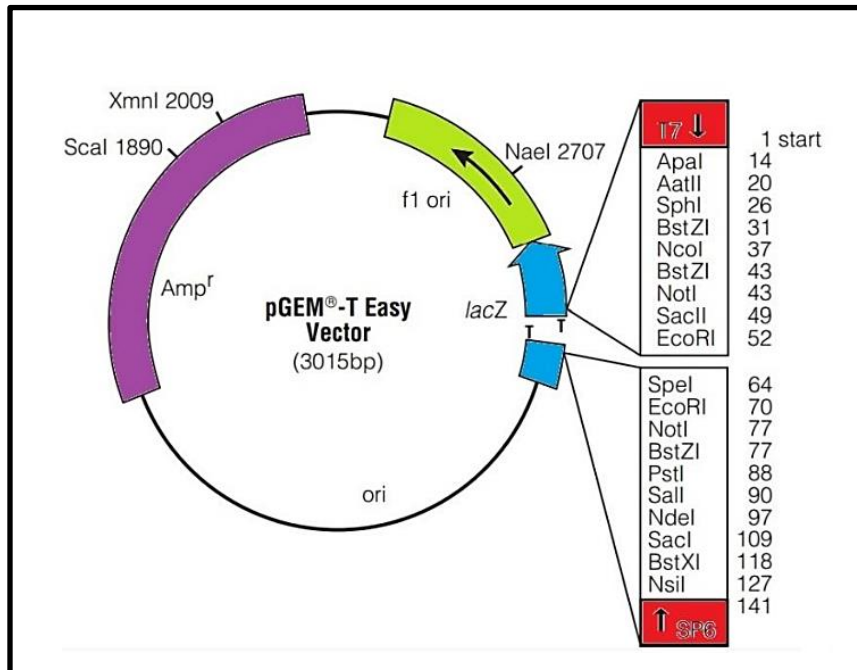 XmnI 2009
ScaI 1890
NaeI 2707
f1 ori
Ampʳ
pGEM®-T Easy
Vector
(3015bp)
lacZ
T T
ori
T7 ↓
1 start
ApaI 14
AatII 20
SphI 26
BstZI 31
NcoI 37
BstZI 43
NotI 43
SacII 49
EcoRI 52
SpeI 64
EcoRI 70
NotI 77
BstZI 77
PstI 88
SalI 90
NdeI 97
SacI 109
BstXI 118
NsiI 127
141
↑ SP6